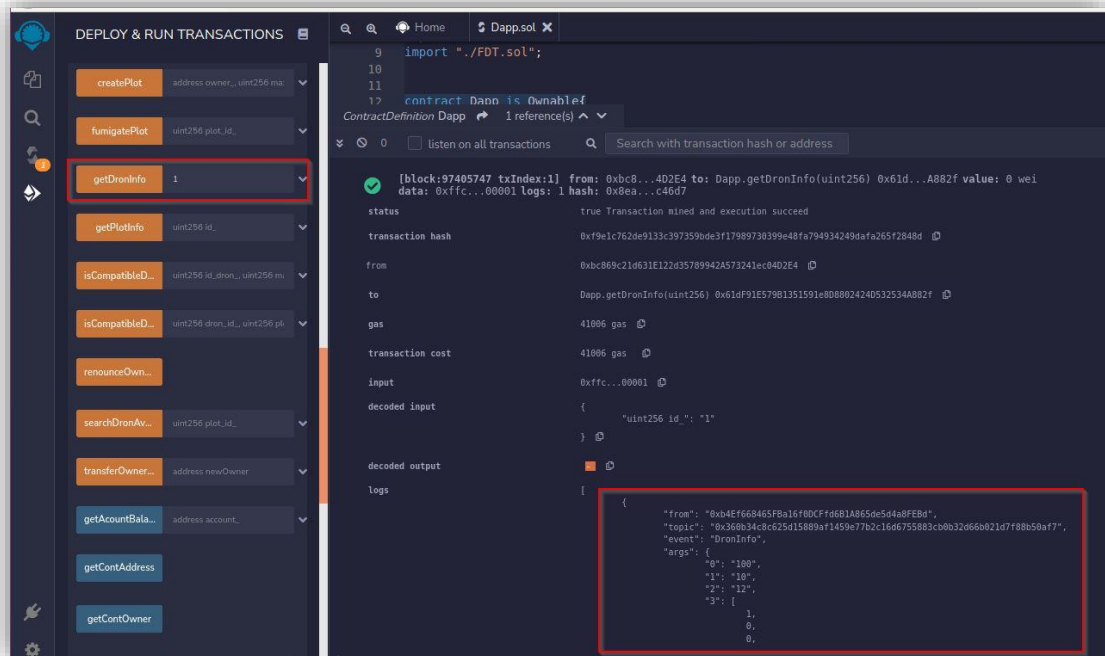 DEPLOY & RUN TRANSACTIONS
createPlot address owner_, uint256 ma
fumigatePlot uint256 plot_id_
getDronInfo 1
getPlotInfo uint256 id_
isCompatibleD... uint256 id_dron_, uint256 m
isCompatibleD... uint256 dron_id_, uint256 pl
renounceOwn...
searchDronAv... uint256 plot_id_
transferOwner... address newOwner
getAcountBala... address account_
getContAddress
getContOwner
2
Home Dapp.sol
9 import "./FDT.sol";
10
11
12 contract Dapp is Ownable{
ContractDefinition Dapp 1 reference(s)
0 listen on all transactions Search with transaction hash or address
[block:97405747 txIndex:1] from: 0xbc8...4D2E4 to: Dapp.getDronInfo(uint256) 0x61d...A882f value: 0 wei
data: 0xffc...00001 logs: 1 hash: 0x8ea...c46d7
status true Transaction mined and execution succeed
transaction hash 0xf9e1c762de9133c397359bde3f17989730399e48fa794934249dafa265f2848d
from 0xbc869c21d631E122d35789942A573241ec04D2E4
to Dapp.getDronInfo(uint256) 0x61dF91E579B1351591e8D8802424D532534A882f
gas 41006 gas
transaction cost 41006 gas
input 0xffc...00001
decoded input {
"uint256 id_": "1"
}
decoded output -
logs [
{
"from": "0xb4Ef668465FBa16f0DCFfd6B1A865de5d4a8FEBd",
"topic": "0x360b34c8c625d15889af1459e77b2c16d6755883cb0b32d66b021d7f88b50af7",
"event": "DronInfo",
"args": {
"0": "100",
"1": "10",
"2": "12",
"3": [
1,
0,
0,